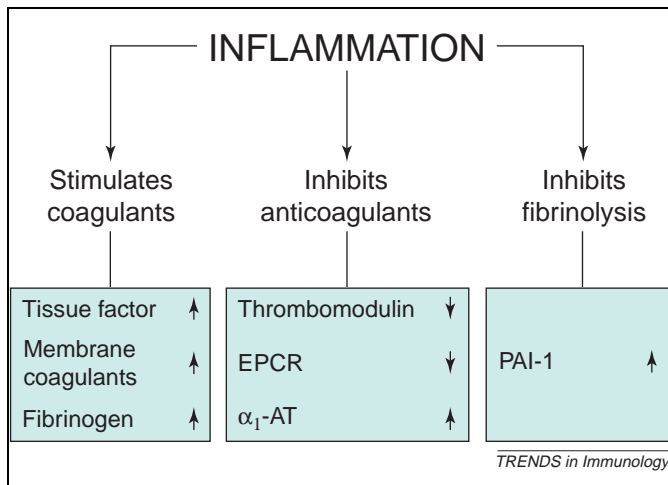 INFLAMMATION
Stimulates
coagulants
Inhibits
anticoagulants
Inhibits
fibrinolysis
Tissue factor ↑
Membrane
coagulants ↑
Fibrinogen ↑
Thrombomodulin ↓
EPCR ↓
α₁-AT ↑
PAI-1 ↑
TRENDS in Immunology